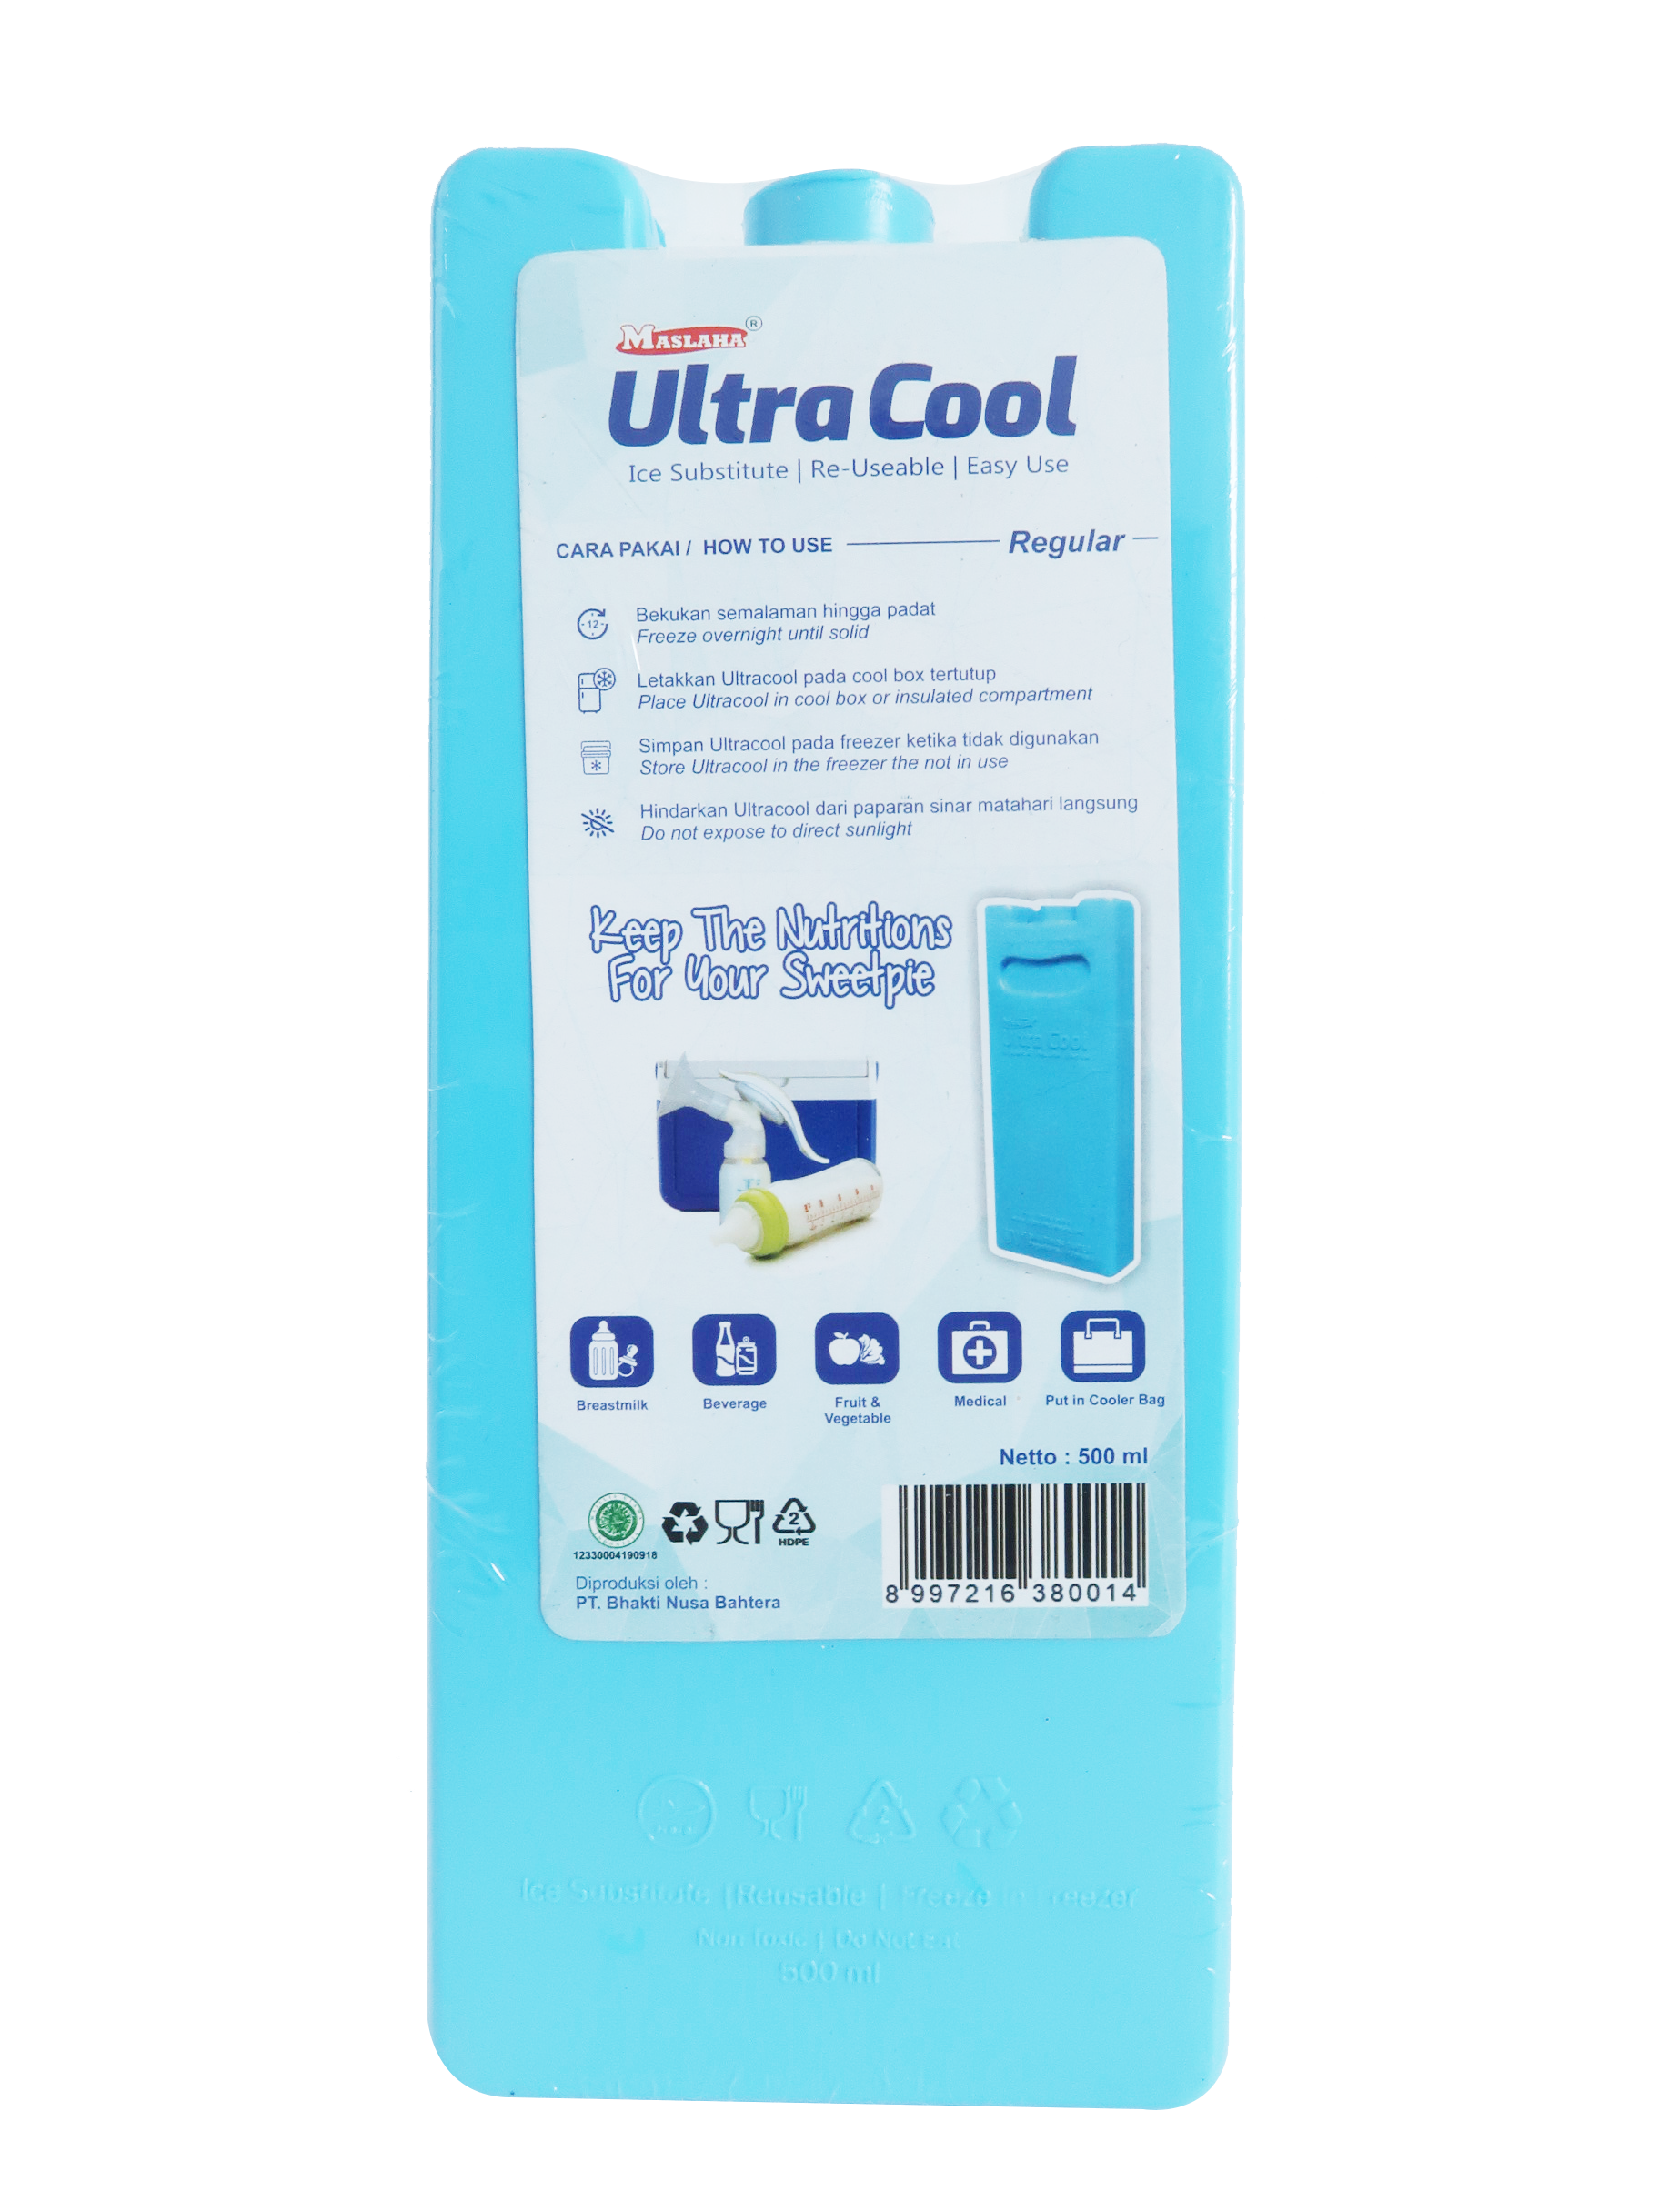 MASLAHA ®
Ultra Cool
Ice Substitute | Re-Useable | Easy Use
CARA PAKAI / HOW TO USE
Regular
12
Bekukan semalaman hingga padat
Freeze overnight until solid
Letakkan Ultracool pada cool box tertutup
Place Ultracool in cool box or insulated compartment
Simpan Ultracool pada freezer ketika tidak digunakan
Store Ultracool in the freezer the not in use
Hindarkan Ultracool dari paparan sinar matahari langsung
Do not expose to direct sunlight
Keep The Nutritions
For Your Sweetpie
Ultra Cool
Breastmilk
Beverage
Fruit &
Vegetable
Medical
Put in Cooler Bag
Netto : 500 ml
2
HDPE
12330004190918
8 997216 380014
Diproduksi oleh :
PT. Bhakti Nusa Bahtera
2
Ice Substitute | Reusable | Freeze in Freezer
Non Toxic | Do Not Eat
500 ml